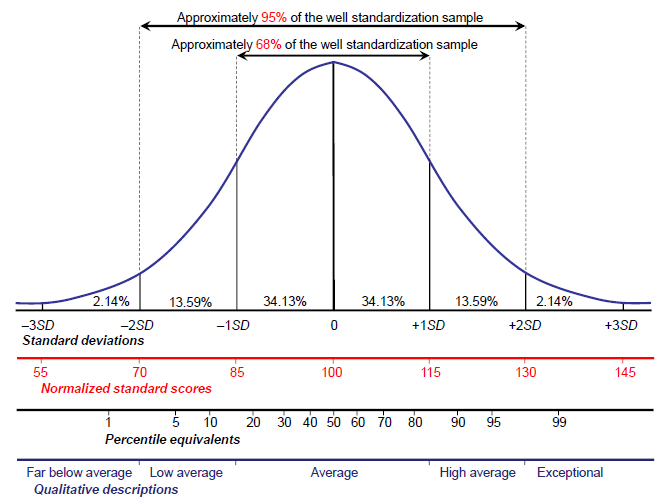 Approximately 95% of the well standardization sample
Approximately 68% of the well standardization sample
2.14% 13.59% 34.13% 34.13% 13.59% 2.14%
–3SD –2SD –1SD 0 +1SD +2SD +3SD
Standard deviations
55 70 85 100 115 130 145
Normalized standard scores
1 5 10 20 30 40 50 60 70 80 90 95 99
Percentile equivalents
Far below average Low average Average High average Exceptional
Qualitative descriptions